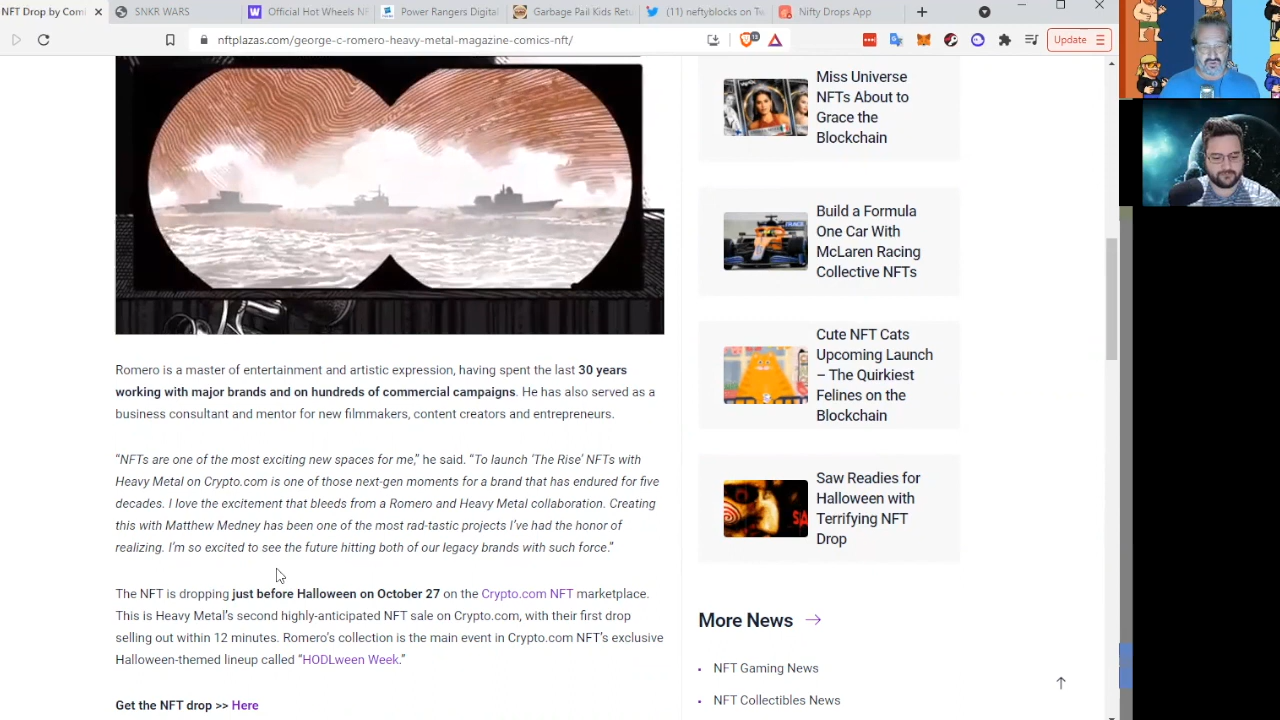 NFT Drop by Com
SNKR WARS
Official Hot Wheels NF
Power Rangers Digital
Garbage Pail Kids Retu
(1) neftyblocks on Tw
Nifty Drops App
nftplazas.com/george-c-romero-heavy-metal-magazine-comics-nft/
Update
Romero is a master of entertainment and artistic expression, having spent the last 30 years
working with major brands and on hundreds of commercial campaigns. He has also served as a
business consultant and mentor for new filmmakers, content creators and entrepreneurs.
“NFTs are one of the most exciting new spaces for me,” he said. “To launch ‘The Rise’ NFTs with
Heavy Metal on Crypto.com is one of those next-gen moments for a brand that has endured for five
decades. I love the excitement that bleeds from a Romero and Heavy Metal collaboration. Creating
this with Matthew Medney has been one of the most rad-tastic projects I’ve had the honor of
realizing. I’m so excited to see the future hitting both of our legacy brands with such force.”
The NFT is dropping just before Halloween on October 27 on the Crypto.com NFT marketplace.
This is Heavy Metal’s second highly-anticipated NFT sale on Crypto.com, with their first drop
selling out within 12 minutes. Romero’s collection is the main event in Crypto.com NFT’s exclusive
Halloween-themed lineup called “HODLween Week.”
Get the NFT drop >> Here
Miss Universe
NFTs About to
Grace the
Blockchain
Build a Formula
One Car With
McLaren Racing
Collective NFTs
Cute NFT Cats
Upcoming Launch
– The Quirkiest
Felines on the
Blockchain
Saw Readies for
Halloween with
Terrifying NFT
Drop
More News
NFT Gaming News
NFT Collectibles News